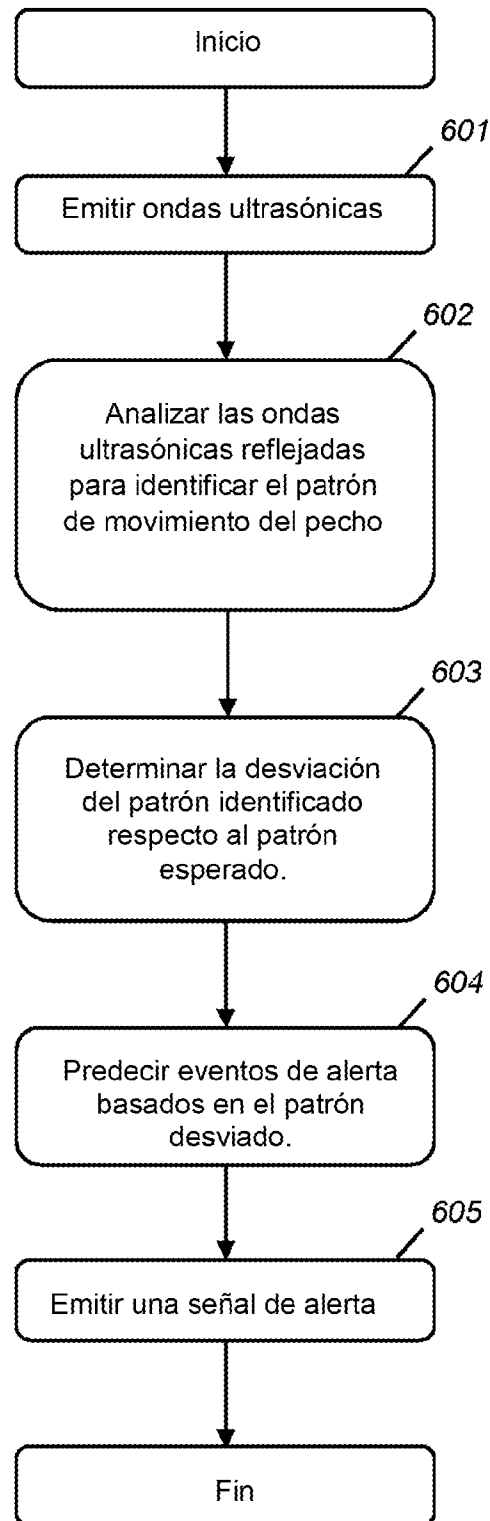 Inicio
601
Emitir ondas ultrasónicas
602
Analizar las ondas
ultrasónicas reflejadas
para identificar el patrón
de movimiento del pecho
603
Determinar la desviación
del patrón identificado
respecto al patrón
esperado.
604
Predecir eventos de alerta
basados en el patrón
desviado.
605
Emitir una señal de alerta
Fin